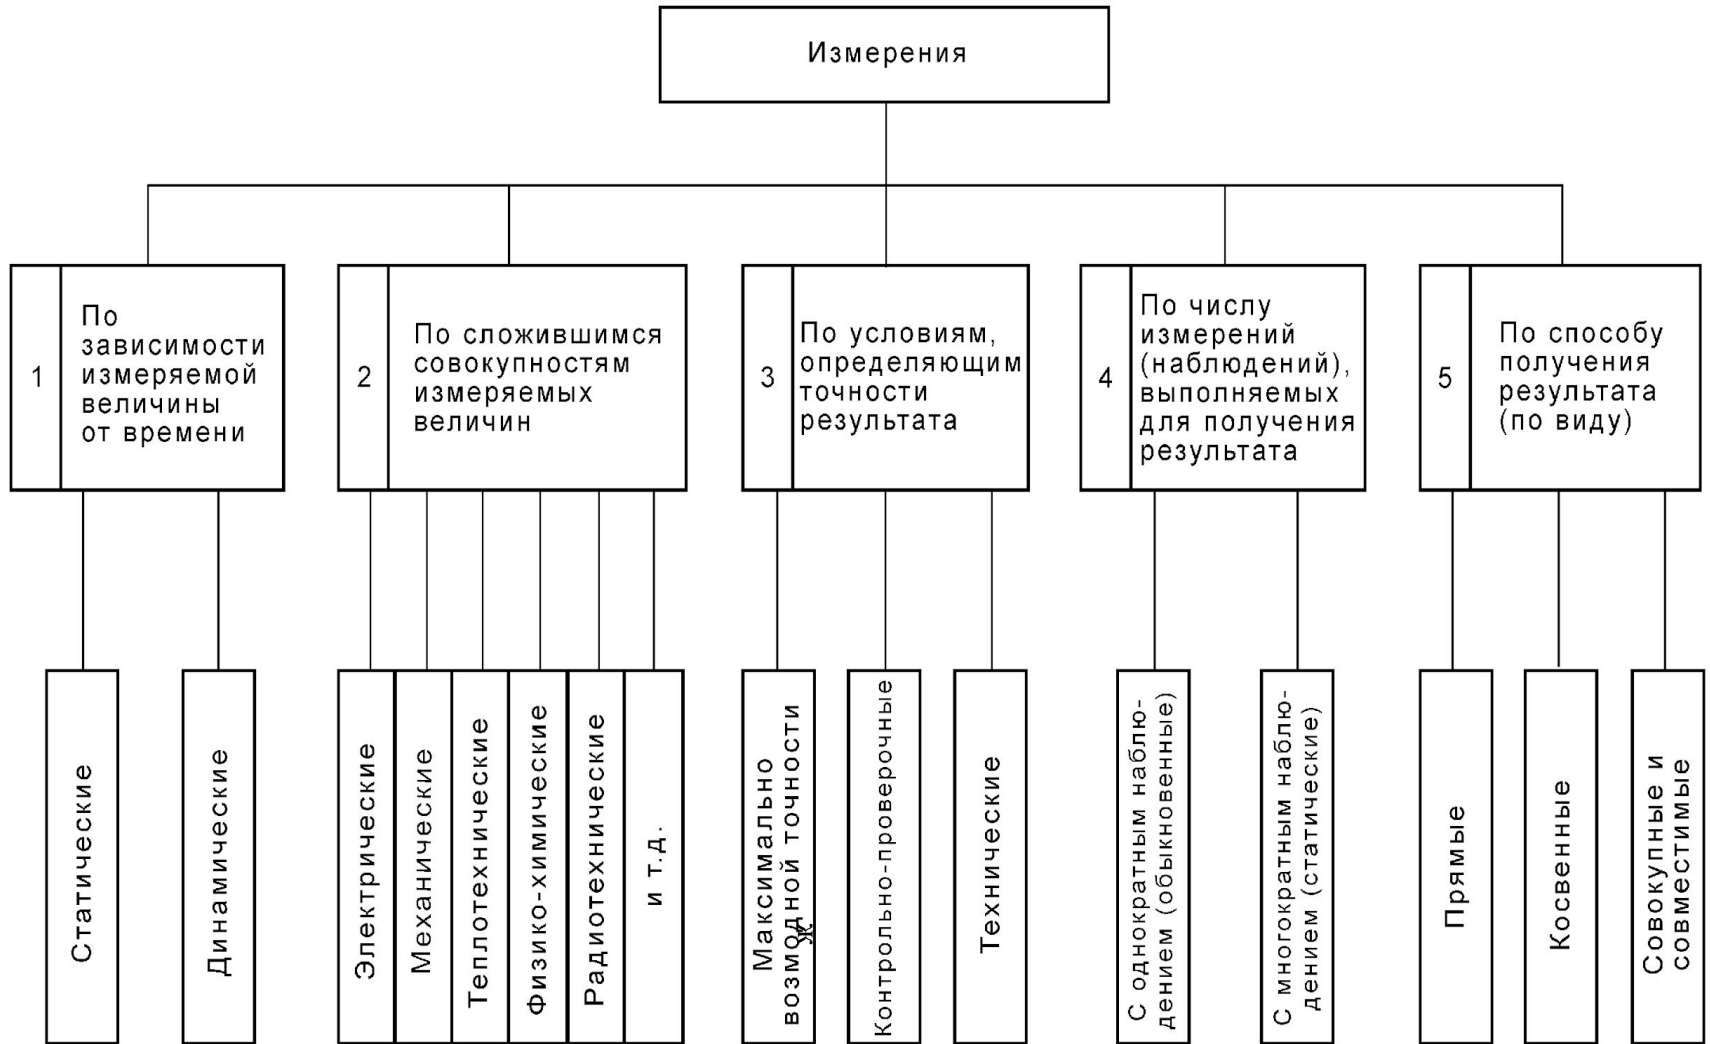 Измерения
1
По
зависимости
измеряемой
величины
от времени
2
По сложившимся
совокупностям
измеряемых
величин
3
По условиям,
определяющим
точности
результата
4
По числу
измерений
(наблюдений),
выполняемых
для получения
результата
5
По способу
получения
результата
(по виду)
Статические
Динамические
Электрические
Механические
Теплотехнические
Физико-химические
Радиотехнические
и т.д.
Максимально
возмодной точности
ж
Контрольно-проверочные
Технические
С однократным наблю-
дением (обыкновенные)
С многократным наблю-
дением (статические)
Прямые
Косвенные
Совокупные и
совместимые